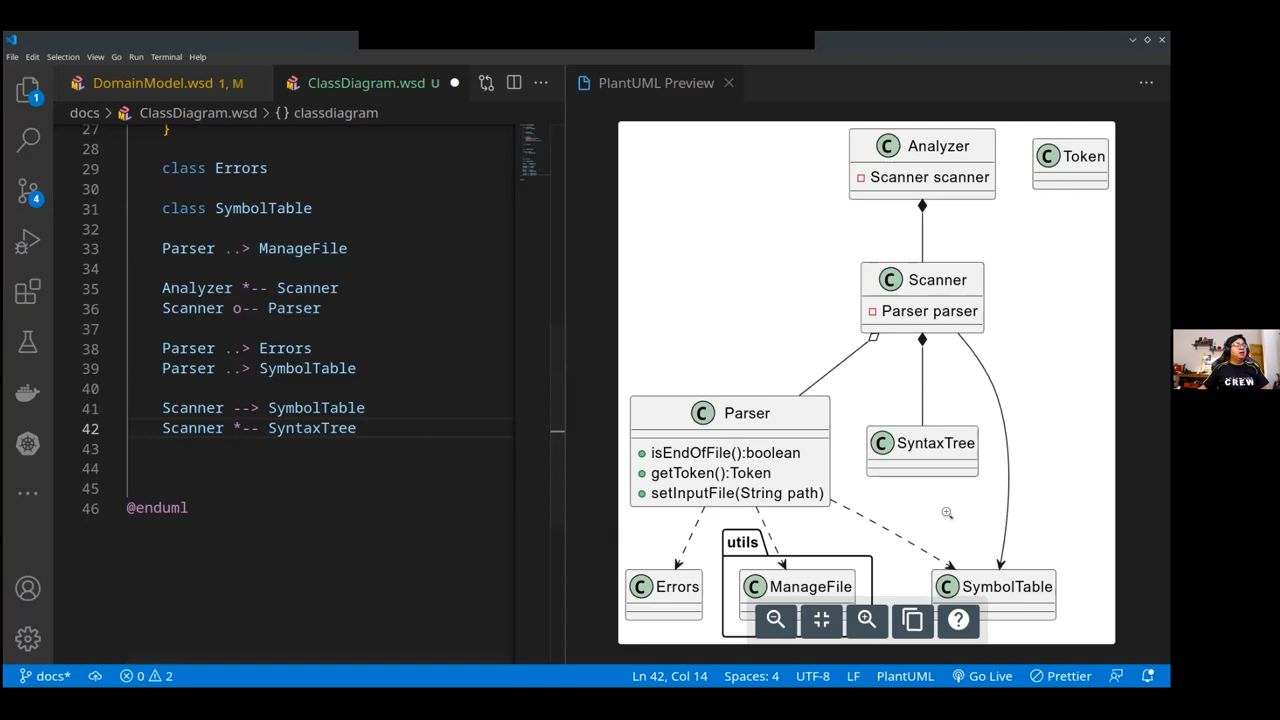 File Edit Selection View Go Run Terminal Help
DomainModel.wsd 1, M
ClassDiagram.wsd U
PlantUML Preview
docs > ClassDiagram.wsd > {} classdiagram
27 }
28
29 class Errors
30
31 class SymbolTable
32
33 Parser ..> ManageFile
34
35 Analyzer *-- Scanner
36 Scanner o-- Parser
37
38 Parser ..> Errors
39 Parser ..> SymbolTable
40
41 Scanner --> SymbolTable
42 Scanner *-- SyntaxTree
43
44
45
46 @enduml
1
4
C Analyzer
Scanner scanner
C Token
C Scanner
Parser parser
C Parser
isEndOfFile():boolean
getToken():Token
setInputFile(String path)
C SyntaxTree
utils
C Errors
C ManageFile
C SymbolTable
?
CREW
docs* 0 2 Ln 42, Col 14 Spaces: 4 UTF-8 LF PlantUML Go Live Prettier